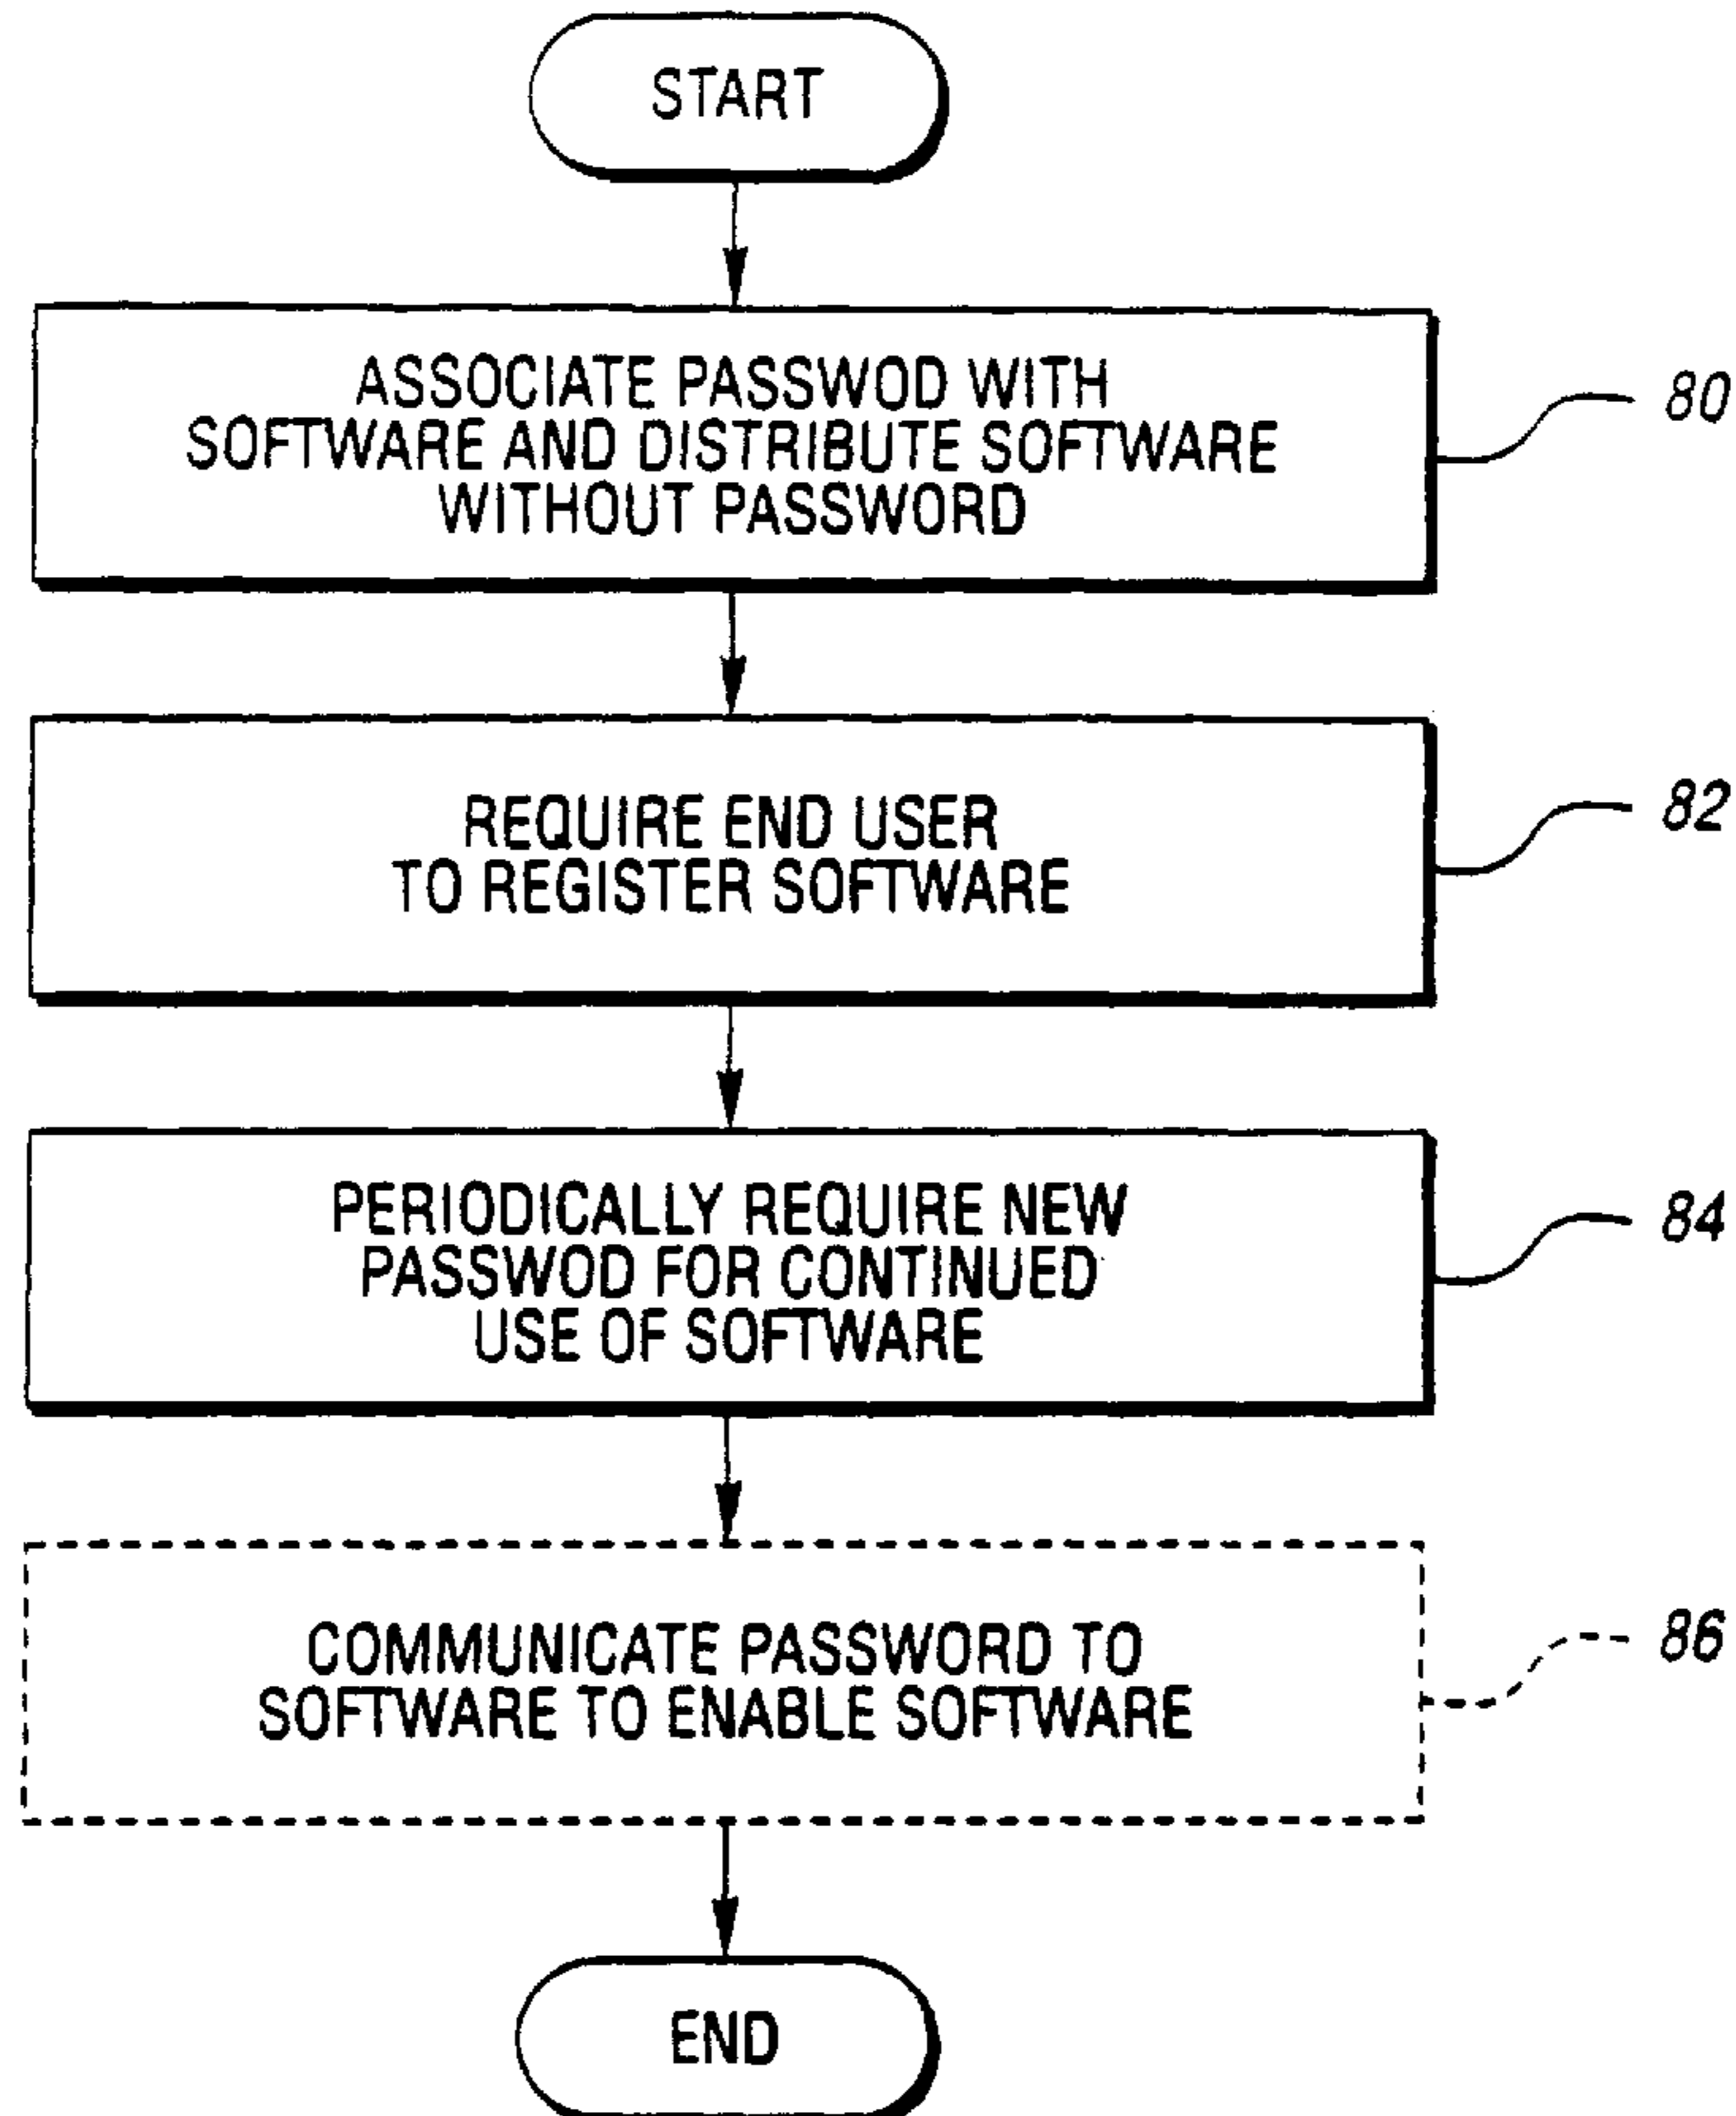 START
ASSOCIATE PASSWOD WITH
SOFTWARE AND DISTRIBUTE SOFTWARE
WITHOUT PASSWORD
80
REQUIRE END USER
TO REGISTER SOFTWARE
82
PERIODICALLY REQUIRE NEW
PASSWOD FOR CONTINUED
USE OF SOFTWARE
84
COMMUNICATE PASSWORD TO
SOFTWARE TO ENABLE SOFTWARE
86
END